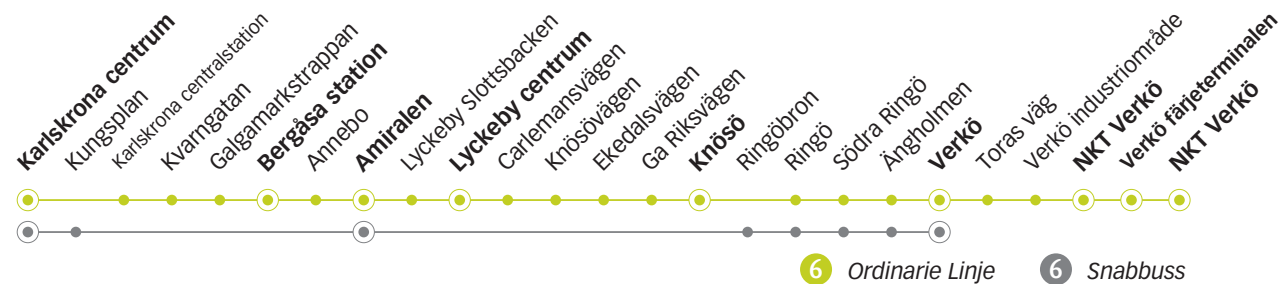 Karlskrona centrum
Kungsplan
Karlskrona centralstation
Kvarngatan
Galgamarkstrappan
Bergåsa station
Annebo
Amiralen
Lyckeby Slottsbacken
Lyckeby centrum
Carlemansvägen
Knösövägen
Ekedalsvägen
Ga Riksvägen
Knösö
Ringöbron
Ringö
Södra Ringö
Ängholmen
Verkö
Toras väg
Verkö industriområde
NKT Verkö
Verkö färjeterminalen
NKT Verkö
6 Ordinarie Linje
6 Snabbuss